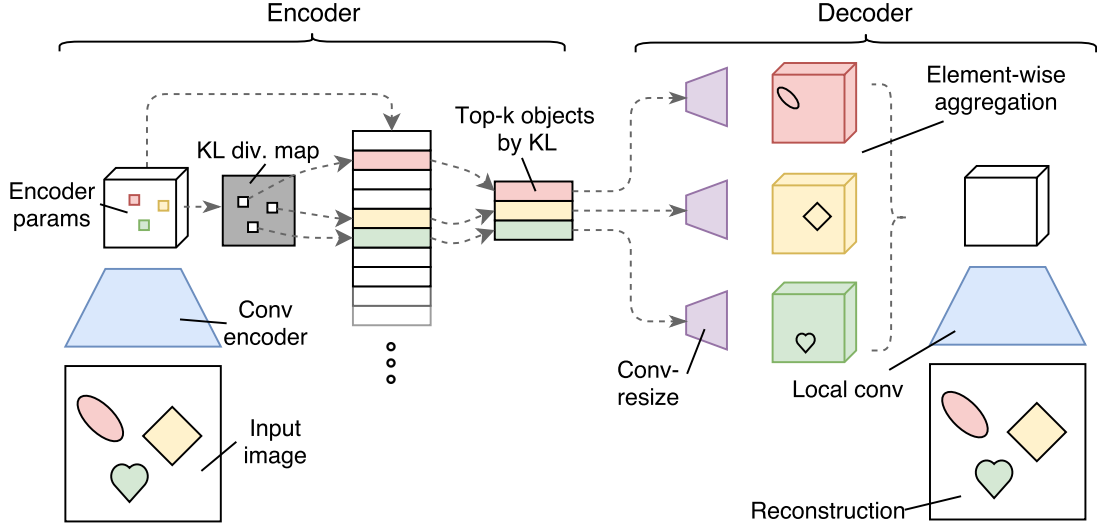 Encoder
Decoder
Element-wise
aggregation
Top-k objects
by KL
KL div. map
Encoder
params
Conv
encoder
Conv-
resize
Local conv
Input
image
Reconstruction